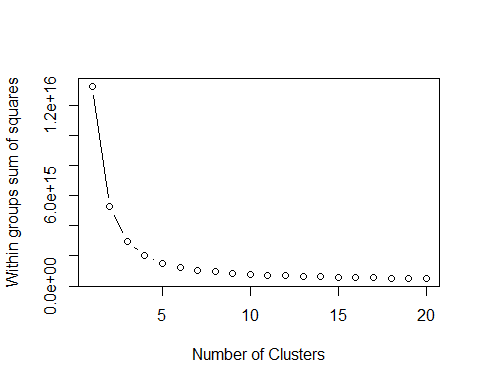 Within groups sum of squares
1.2e+16
6.0e+15
0.0e+00
5 10 15 20
Number of Clusters